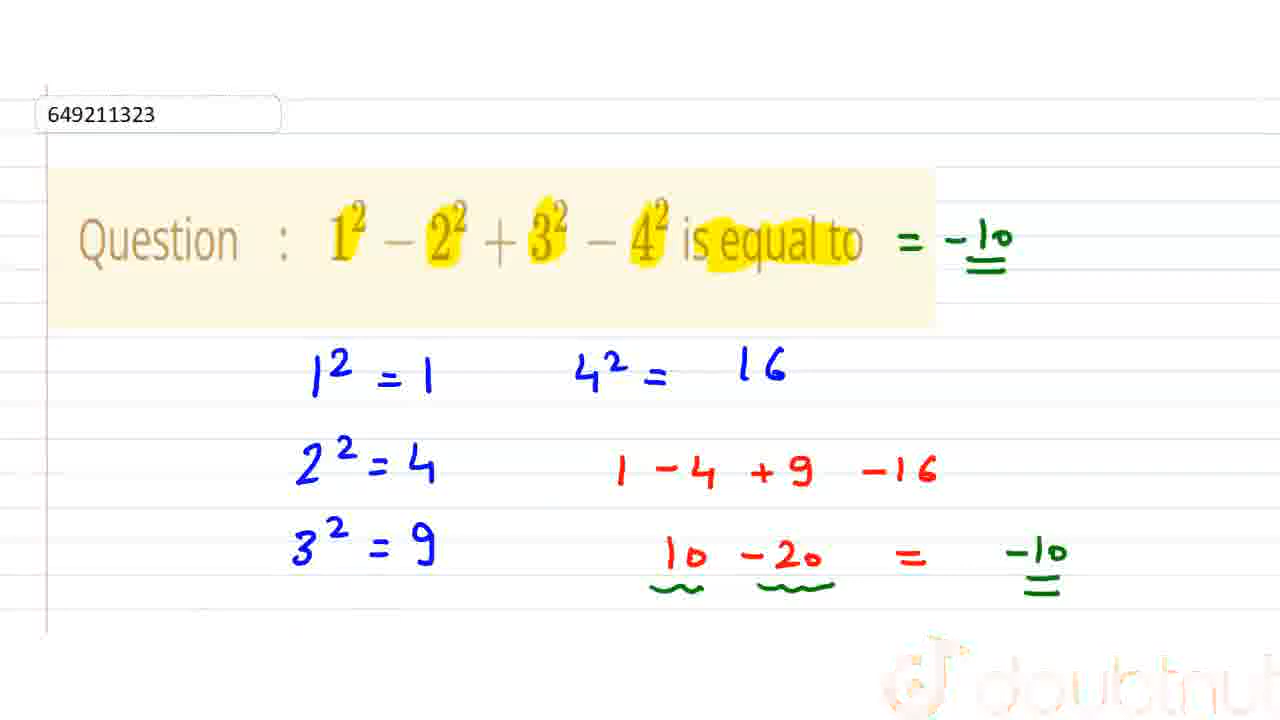 649211323
Question : 1² − 2² + 3² − 4² is equal to = -10
1² = 1 4² = 16
2² = 4 1 - 4 + 9 - 16
3² = 9 10 - 20 = -10
doubtnut